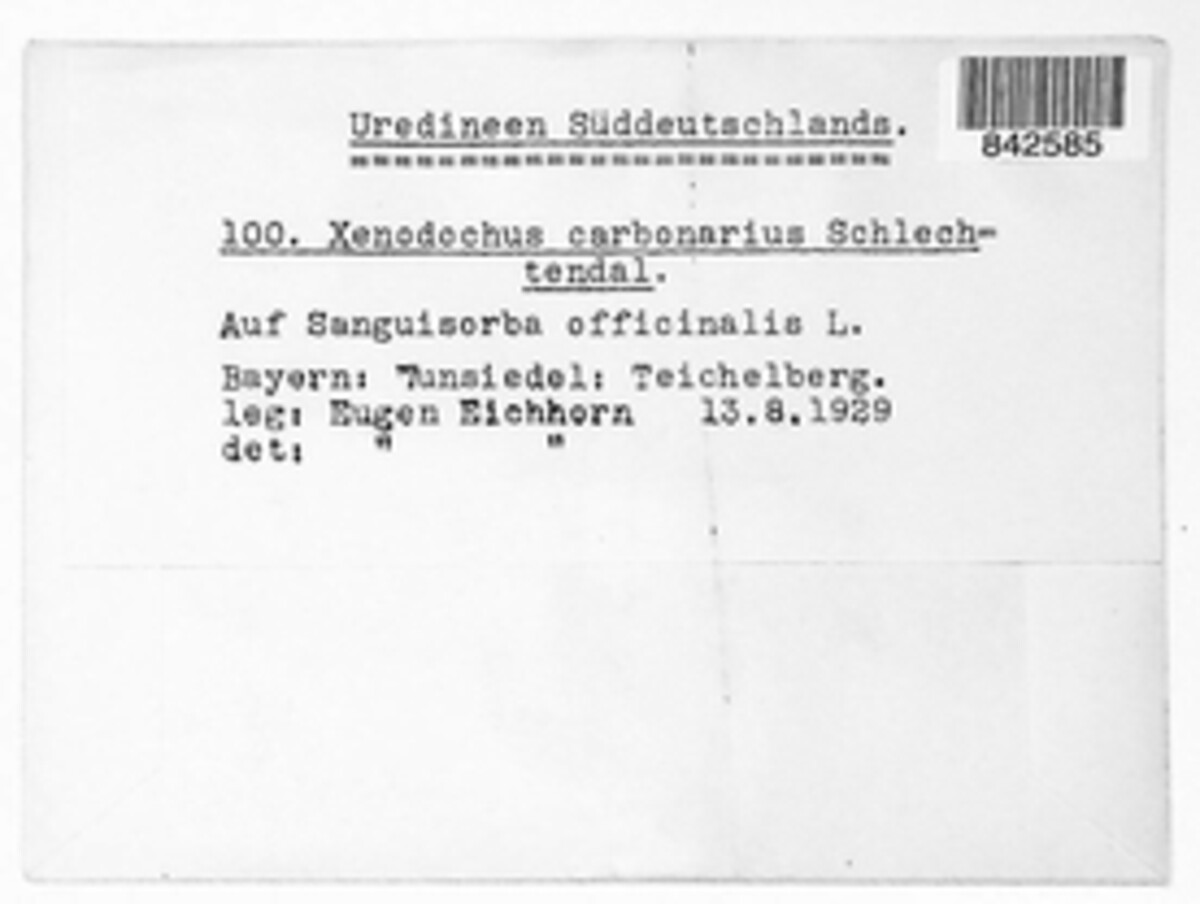 Uredineen Süddeutschlands.
842585
100. Xenodochus carbonarius Schlech-
tendal.
Auf Sanguisorba officinalis L.
Bayern: Wunsiedel: Teichelberg.
leg: Eugen Eichhorn 13.8.1929
det: " "